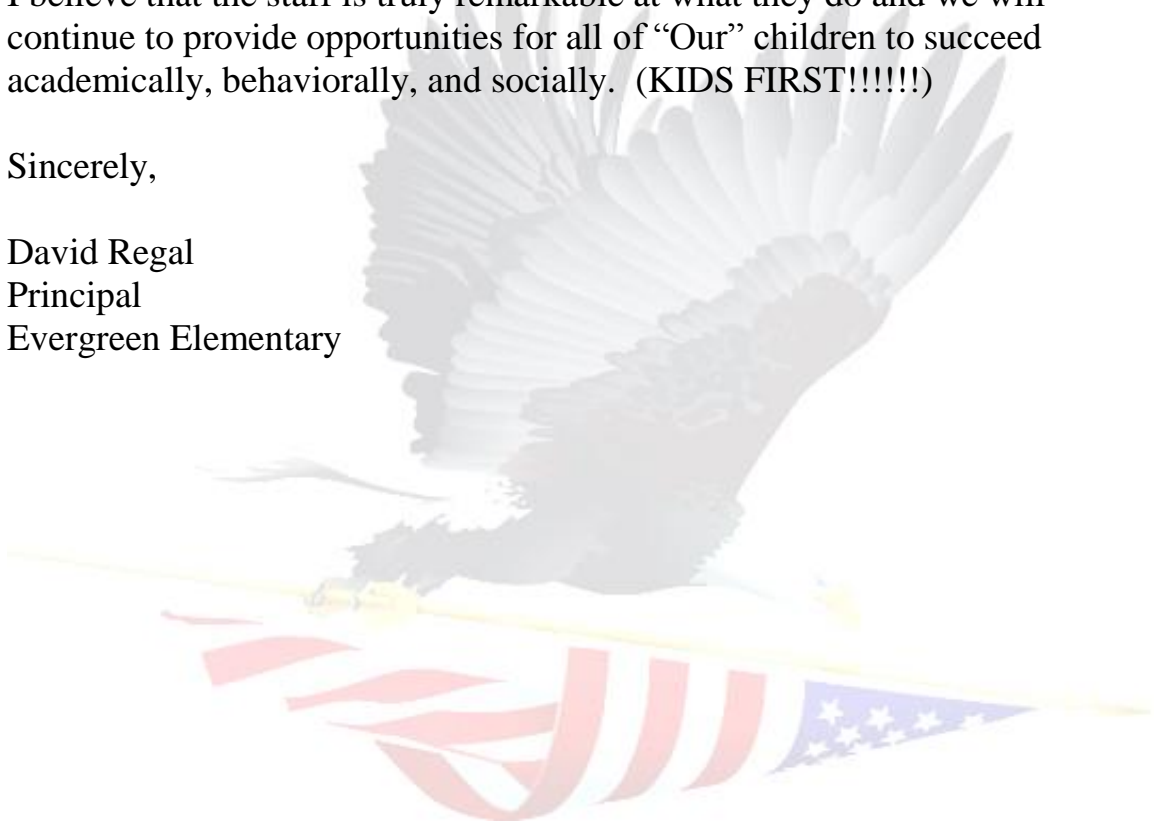 I believe that the staff is truly remarkable at what they do and we will
continue to provide opportunities for all of “Our” children to succeed
academically, behaviorally, and socially.  (KIDS FIRST!!!!!!)
Sincerely,
David Regal
Principal
Evergreen Elementary